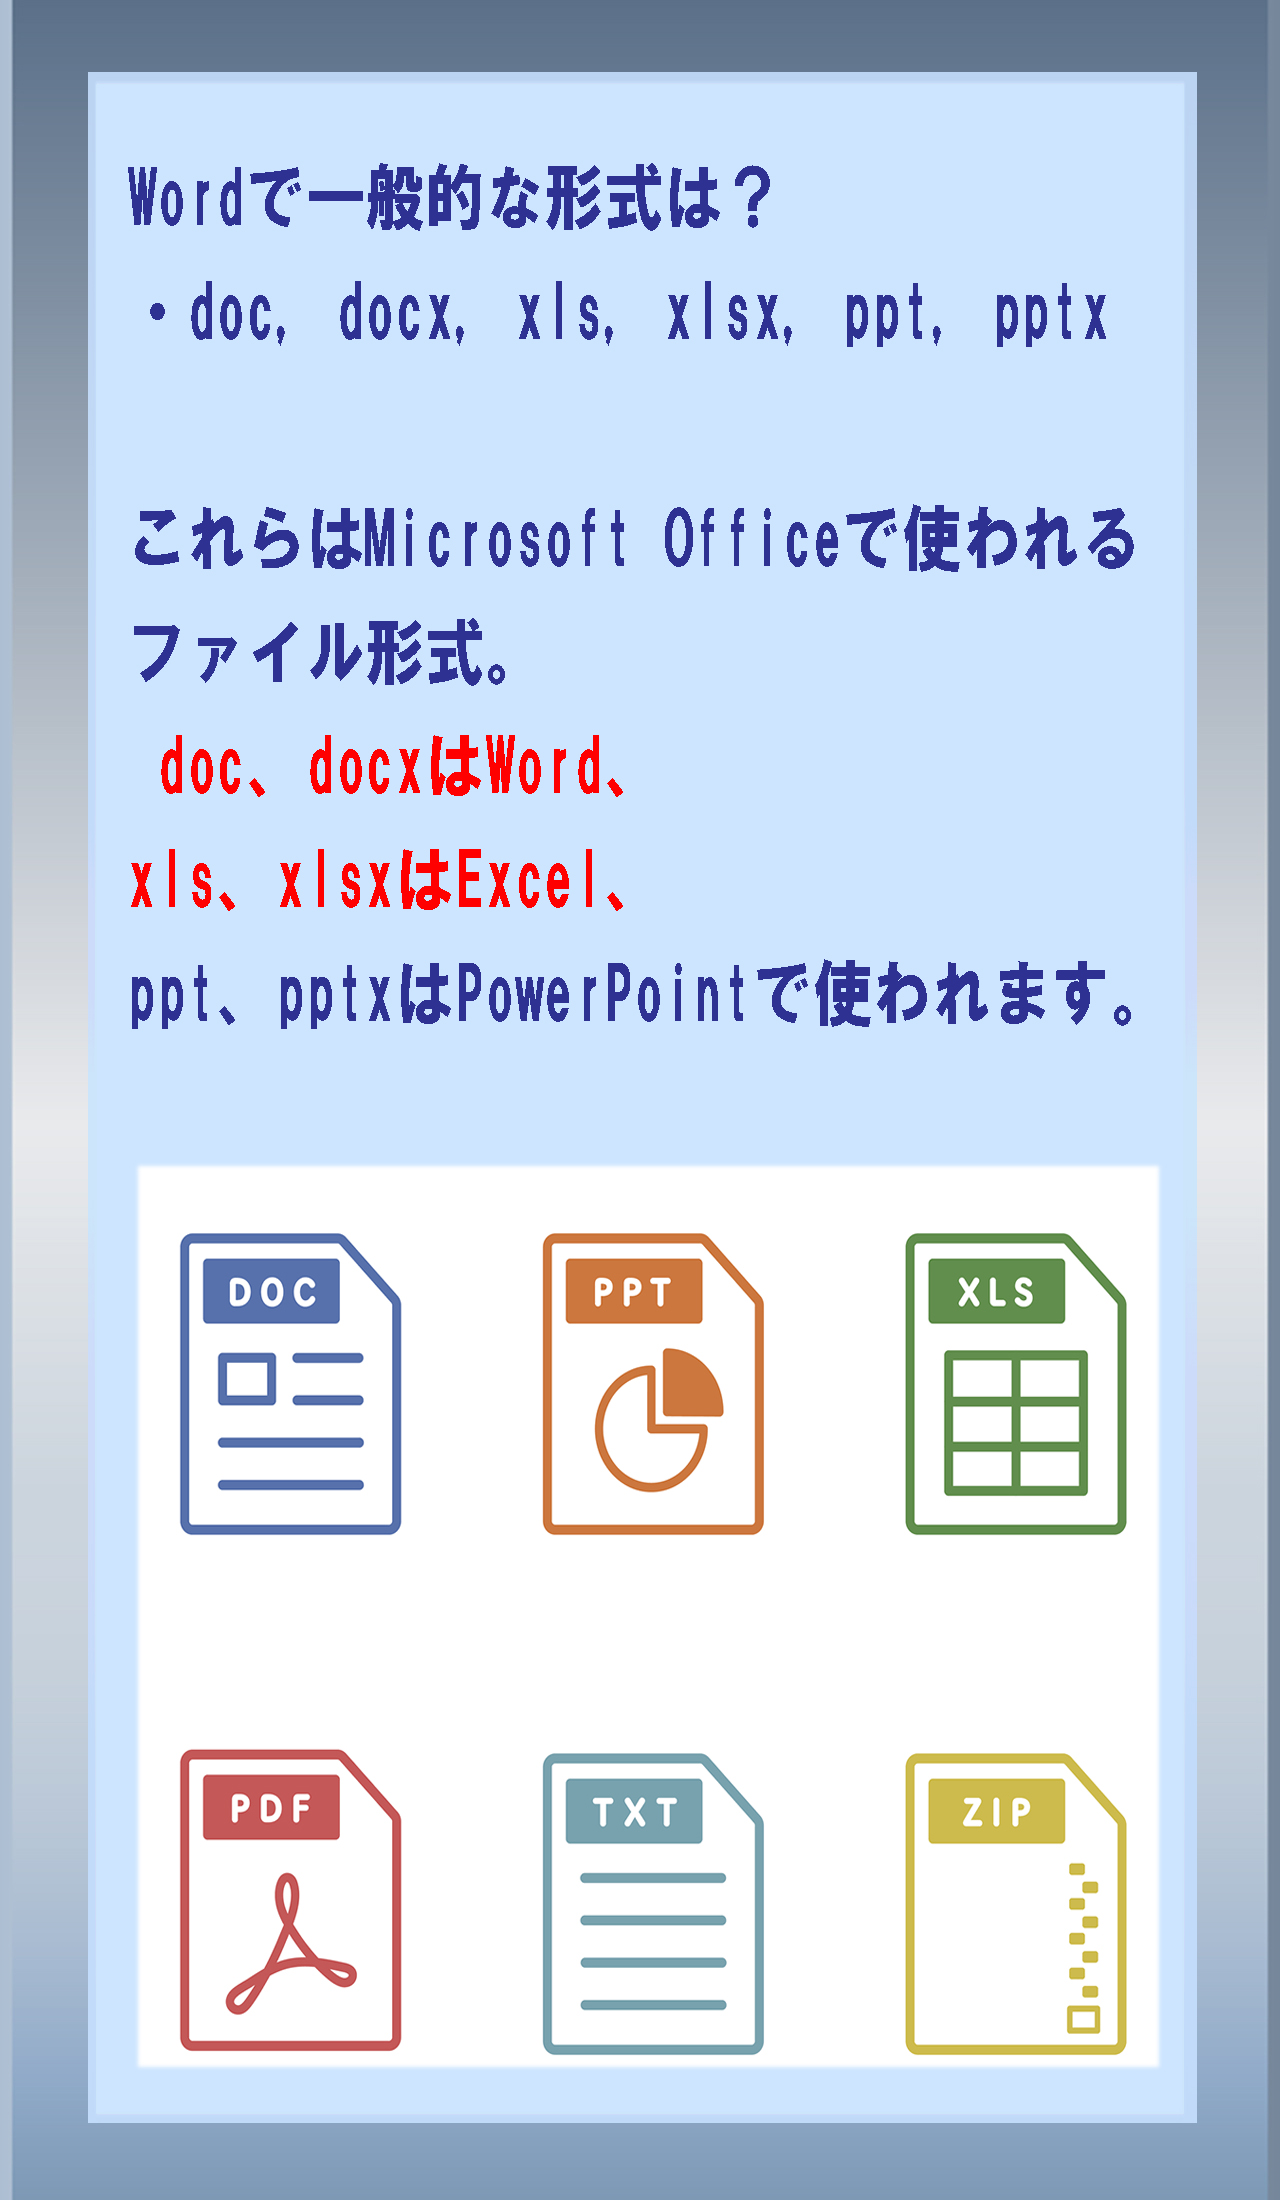 Wordで一般的な形式は？
・doc, docx, xls, xlsx, ppt, pptx
これらはMicrosoft Officeで使われる
ファイル形式。
doc、docxはWord、
xls、xlsxはExcel、
ppt、pptxはPowerPointで使われます。
DOC PPT XLS
PDF TXT ZIP